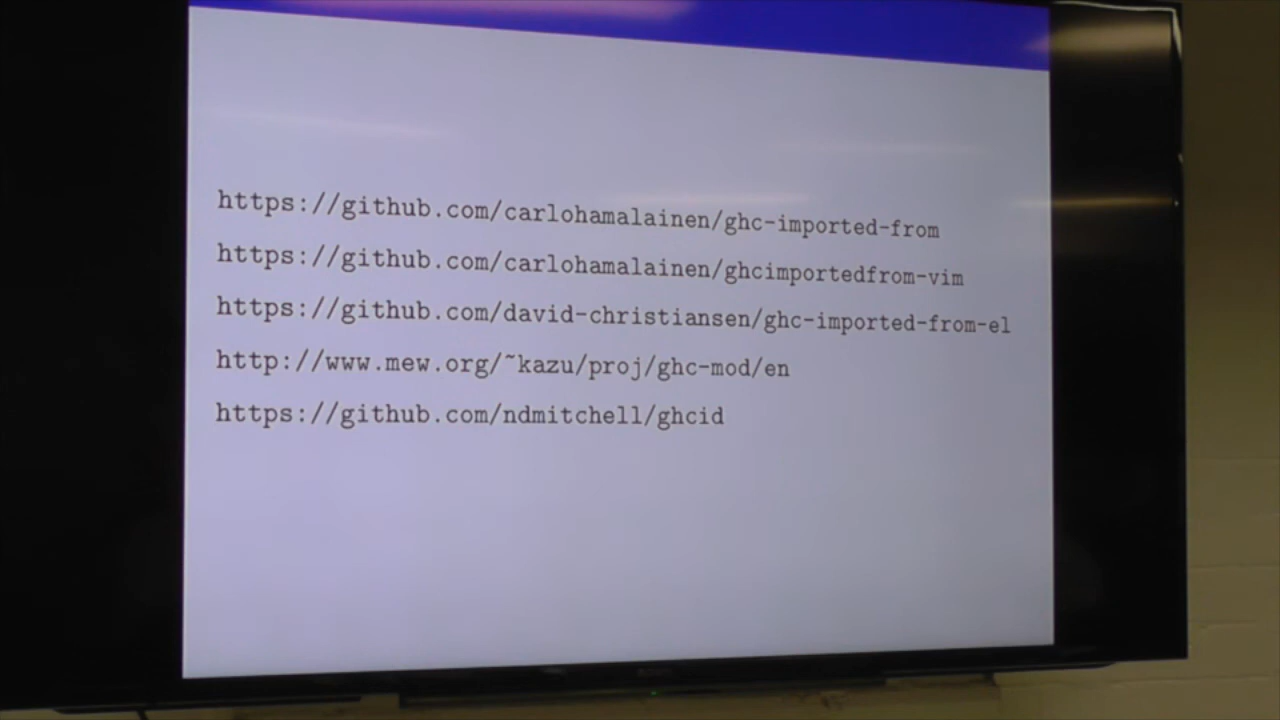 https://github.com/carlohamalainen/ghc-imported-from
https://github.com/carlohamalainen/ghcimportedfrom-vim
https://github.com/david-christiansen/ghc-imported-from-el
http://www.mew.org/~kazu/proj/ghc-mod/en
https://github.com/ndmitchell/ghcid